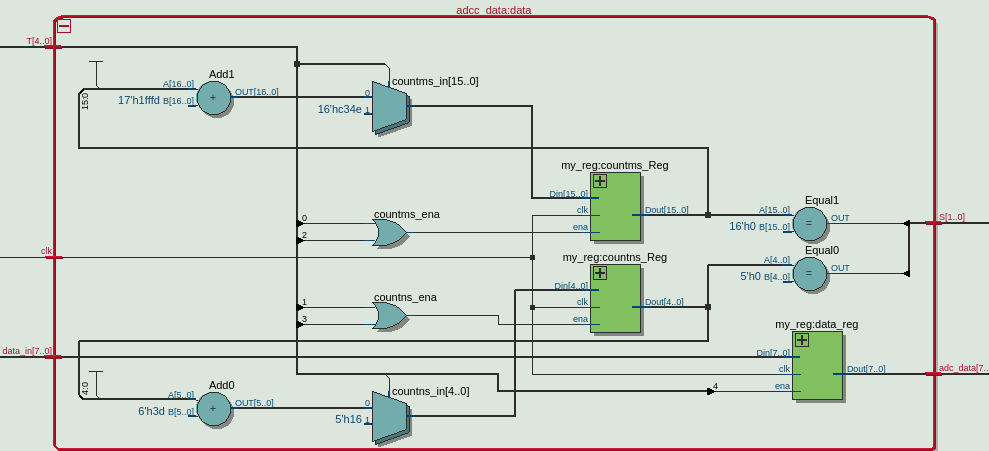 adcc_data:data
T[4..0]
Add1
A[16..0]
17'h1fffd B[16..0]
+
OUT[16..0]
15:0
countms_in[15..0]
0
16'hc34e 1
my_reg:countms_Reg
Din[15..0]
clk
ena
Dout[15..0]
Equal1
A[15..0]
16'h0 B[15..0]
=
OUT
S[1..0]
0
2
countms_ena
clk
my_reg:countns_Reg
Din[4..0]
clk
ena
Dout[4..0]
Equal0
A[4..0]
5'h0 B[4..0]
=
OUT
1
3
countns_ena
my_reg:data_reg
Din[7..0]
clk
ena
Dout[7..0]
adc_data[7..
data_in[7..0]
4:0
Add0
A[5..0]
6'h3d B[5..0]
+
OUT[5..0]
countns_in[4..0]
0
5'h16 1
4